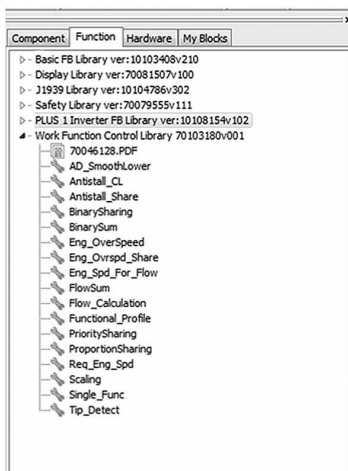 Component Function Hardware My Blocks
Basic FB Library ver:10103408v210
Display Library ver:70081507v100
J1939 Library ver:10104786v302
Safety Library ver:70079555v111
PLUS 1 Inverter FB Library ver:10108154v102
Work Function Control Library 70103180v001
70046128.PDF
AD_SmoothLower
Antistall_CL
Antistall_Share
BinarySharing
BinarySum
Eng_OverSpeed
Eng_Ovrspd_Share
Eng_Spd_For_Flow
FlowSum
Flow_Calculation
Functional_Profile
PrioritySharing
ProportionSharing
Req_Eng_Spd
Scaling
Single_Func
Tip_Detect